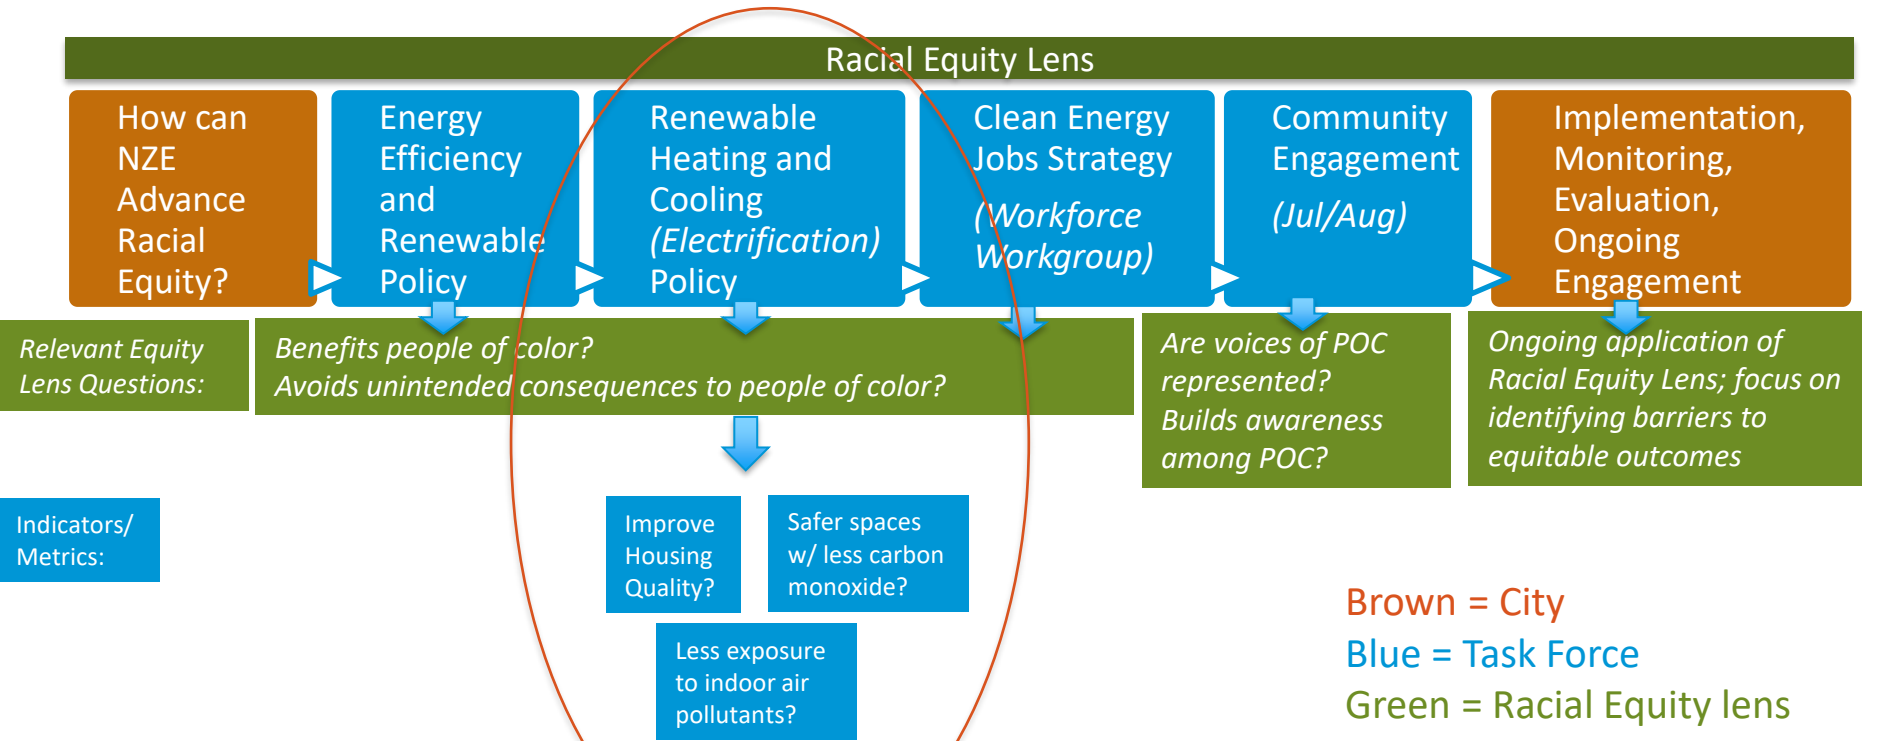 Racial Equity Lens
How can
NZE
Advance
Racial
Equity?
Energy
Efficiency
and
Renewable
Policy
Renewable
Heating and
Cooling
(Electrification)
Policy
Clean Energy
Jobs Strategy
(Workforce
Workgroup)
Community
Engagement
(Jul/Aug)
Implementation,
Monitoring,
Evaluation,
Ongoing
Engagement
Relevant Equity
Lens Questions:
Benefits people of color?
Avoids unintended consequences to people of color?
Are voices of POC
represented?
Builds awareness
among POC?
Ongoing application of
Racial Equity Lens; focus on
identifying barriers to
equitable outcomes
Indicators/
Metrics:
Improve
Housing
Quality?
Safer spaces
w/ less carbon
monoxide?
Less exposure
to indoor air
pollutants?
Brown = City
Blue = Task Force
Green = Racial Equity lens